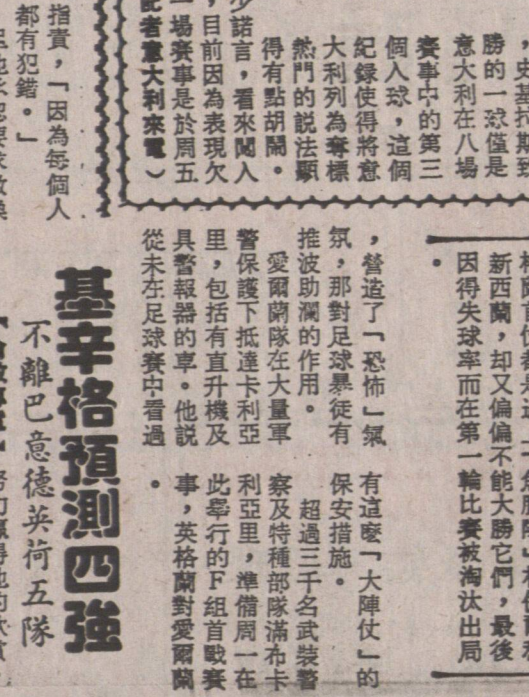 ，史基拉斯致
勝的一球僅是
意大利在八場
賽事中的第三
個入球，這個
紀錄使得將意
大利列為奪標
熱門的說法顯
得有點胡鬧。
少諾言，看來闖入
，目前因為表現欠
一場賽事是於周五
記者意大利來電）
指責，「因為每個人
都有犯錯。」
新西蘭，却又偏偏不能大勝它們，最後
因得失球率而在第一輪比賽被淘汰出局
。
，營造了「恐怖」氣
氛，那對足球暴徒有
推波助瀾的作用。
愛爾蘭隊在大量軍
警保護下抵達卡利亞
里，包括有直升機及
具警報器的車。他說
從未在足球賽中看過
有這麼「大陣仗」的
保安措施。
超過三千名武裝警
察及特種部隊滿布卡
利亞里，準備周一在
此舉行的F組首戰賽
事，英格蘭對愛爾蘭
。
基辛格預測四強
不離巴意德英荷五隊